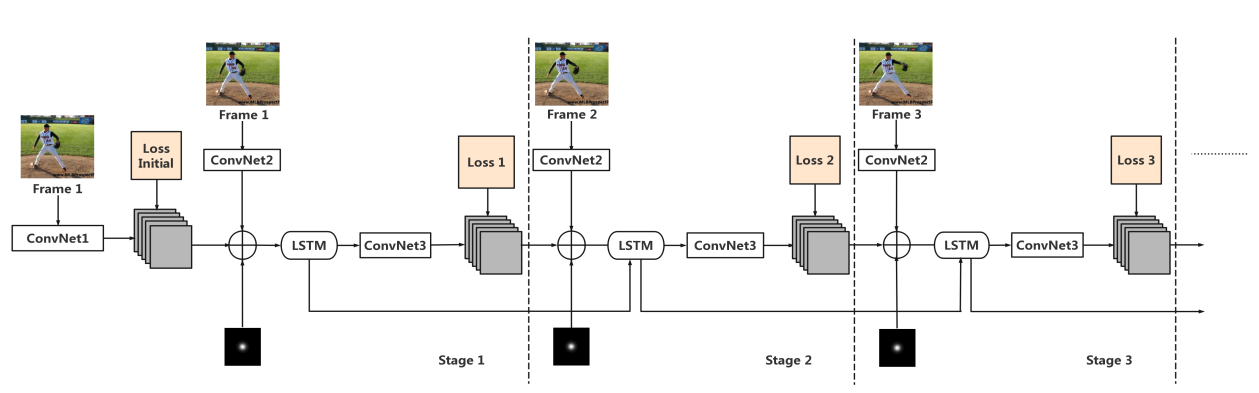 Frame 1
Frame 2
Frame 3
Frame 1
Loss
Initial
ConvNet2
Loss 1
ConvNet2
Loss 2
ConvNet2
Loss 3
ConvNet1
LSTM
ConvNet3
LSTM
ConvNet3
LSTM
ConvNet3
Stage 1
Stage 2
Stage 3